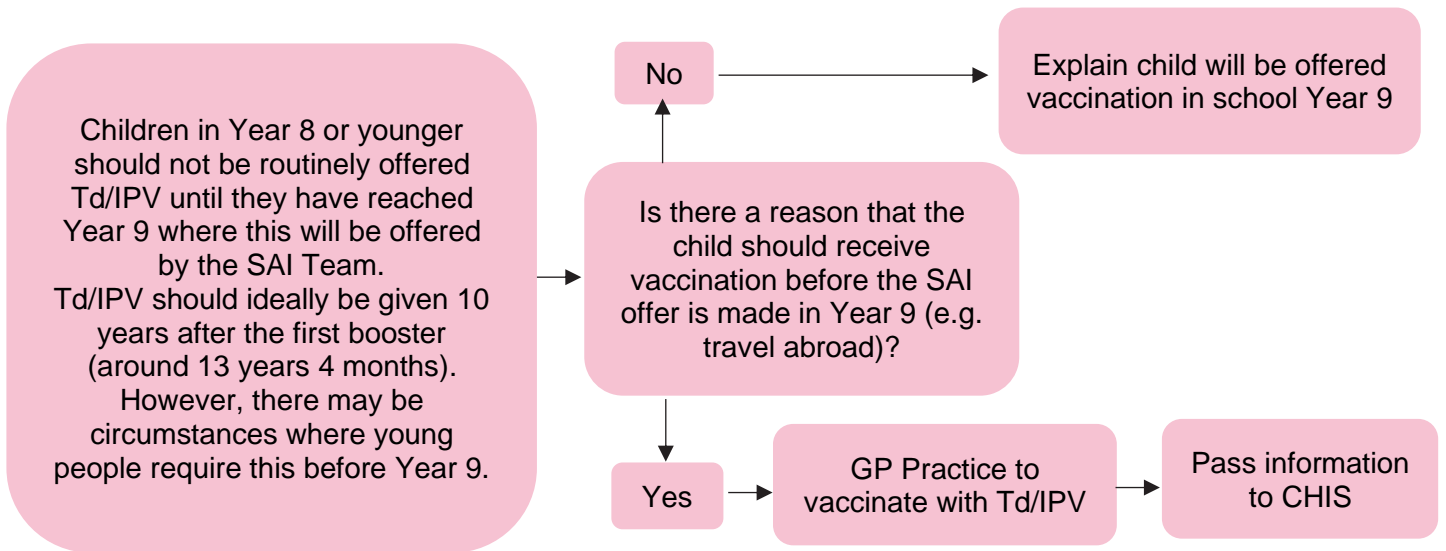 Children in Year 8 or younger
should not be routinely offered
Td/IPV until they have reached
Year 9 where this will be offered
by the SAI Team.
Td/IPV should ideally be given 10
years after the first booster
(around 13 years 4 months).
However, there may be
circumstances where young
people require this before Year 9.
Is there a reason that the
child should receive
vaccination before the SAI
offer is made in Year 9 (e.g.
travel abroad)?
No
Explain child will be offered
vaccination in school Year 9
Yes
GP Practice to
vaccinate with Td/IPV
Pass information
to CHIS